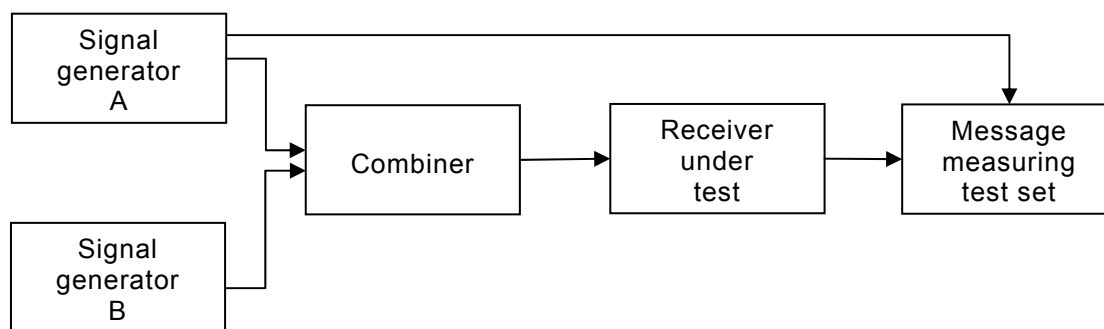 Signal
generator
A
Combiner
Receiver
under
test
Message
measuring
test set
Signal
generator
B